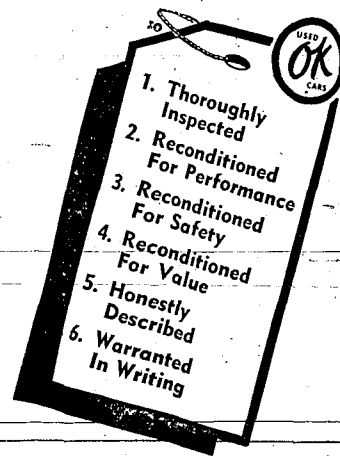 USED
OK
CARS
1. Thoroughly
Inspected
2. Reconditioned
For Performance
3. Reconditioned
For Safety
4. Reconditioned
For Value
5. Honestly
Described
6. Warranted
In Writing